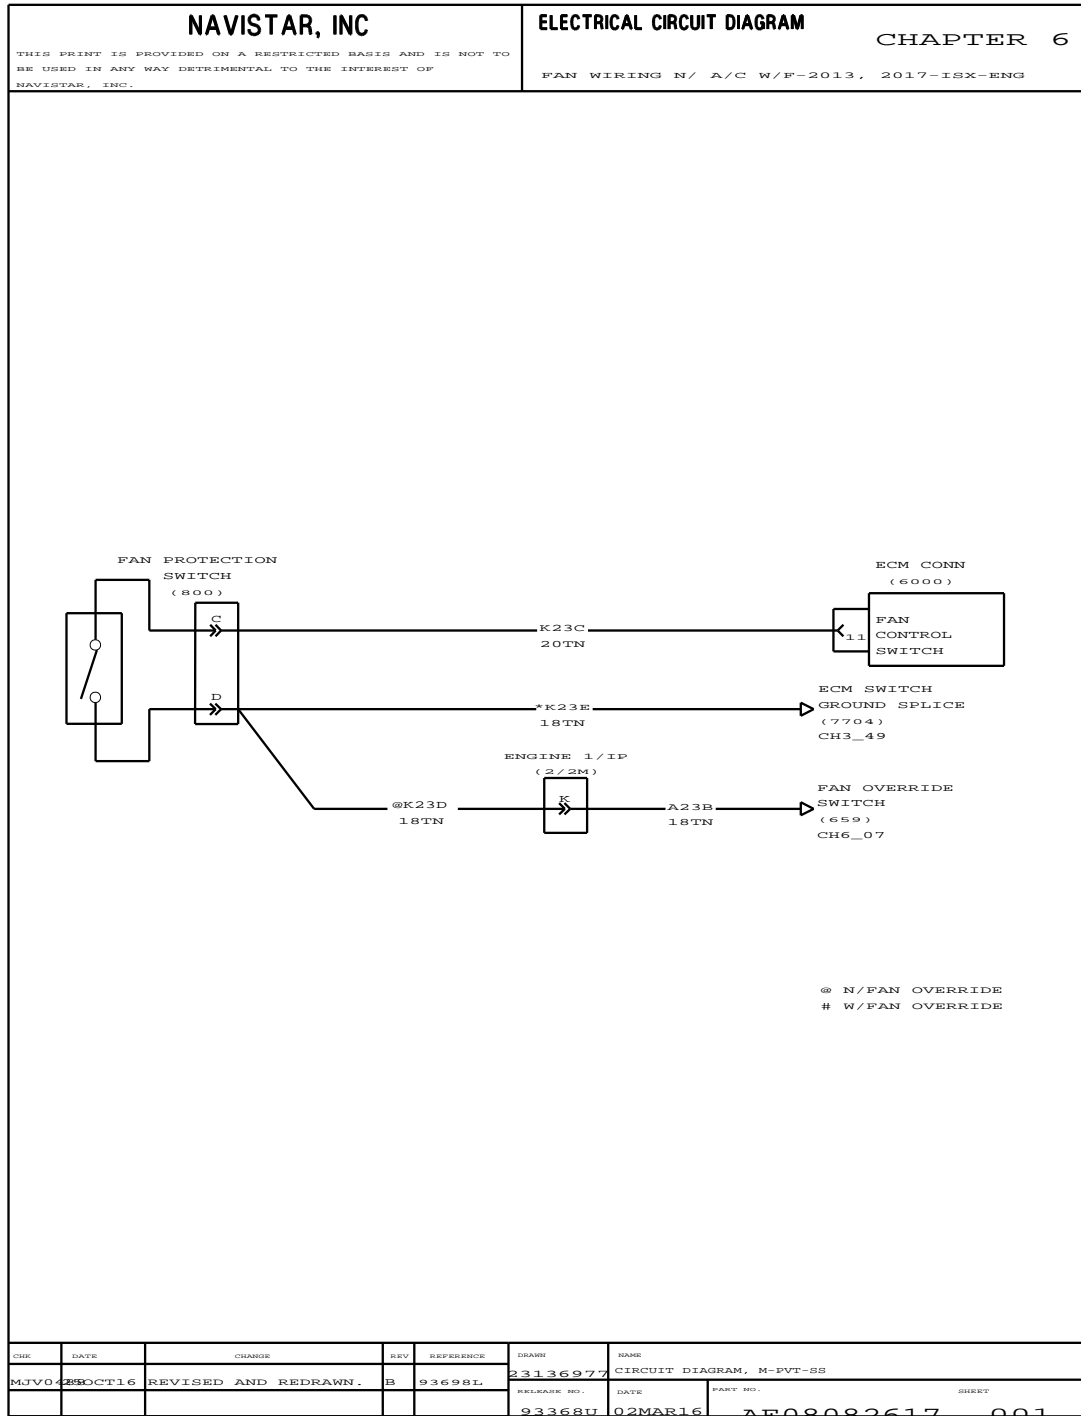 NAVISTAR, INC
THIS PRINT IS PROVIDED ON A RESTRICTED BASIS AND IS NOT TO
BE USED IN ANY WAY DETRIMENTAL TO THE INTEREST OF
NAVISTAR, INC.
ELECTRICAL CIRCUIT DIAGRAM
CHAPTER 6
FAN WIRING N/ A/C W/F-2013, 2017-ISX-ENG
FAN PROTECTION
SWITCH
(800)
C
K23C
20TN
ECM CONN
(6000)
11
FAN
CONTROL
SWITCH
D
*K23E
18TN
ECM SWITCH
GROUND SPLICE
(7704)
CH3_49
ENGINE 1/IP
(2/2M)
@K23D
18TN
K
A23B
18TN
FAN OVERRIDE
SWITCH
(659)
CH6_07
@ N/FAN OVERRIDE
# W/FAN OVERRIDE
CHK DATE CHANGE REV REFERENCE
REVISED AND REDRAWN. B 93698L
DRAWN
23136977
NAME
CIRCUIT DIAGRAM, M-PVT-SS
RELEASE NO.
93368U
DATE
02MAR16
PART NO.
AF08082617
SHEET
001